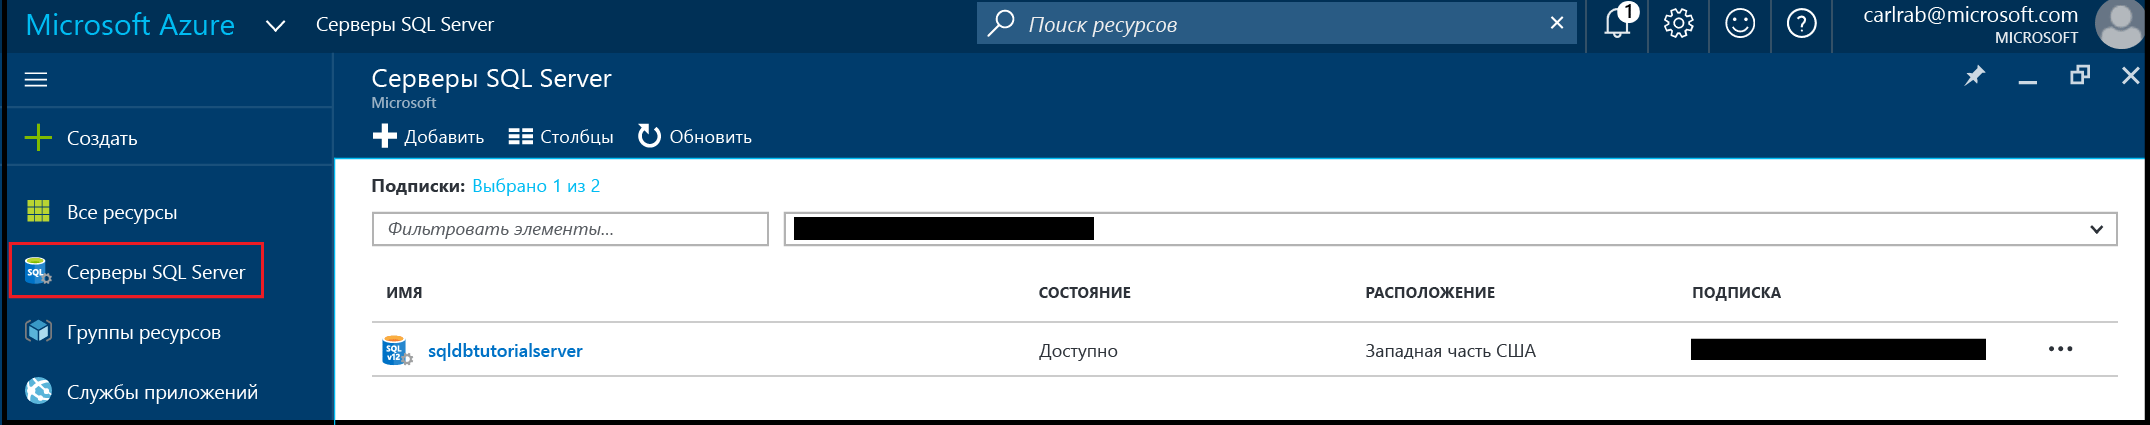 Microsoft Azure Серверы SQL Server Поиск ресурсов 1 carlrab@microsoft.com
MICROSOFT
Серверы SQL Server
Microsoft
Добавить Столбцы Обновить
Создать
Все ресурсы
Серверы SQL Server
Группы ресурсов
Службы приложений
Подписки: Выбрано 1 из 2
Фильтровать элементы...
ИМЯ СОСТОЯНИЕ РАСПОЛОЖЕНИЕ ПОДПИСКА
SQL v12 sqldbtutorialserver Доступно Западная часть США